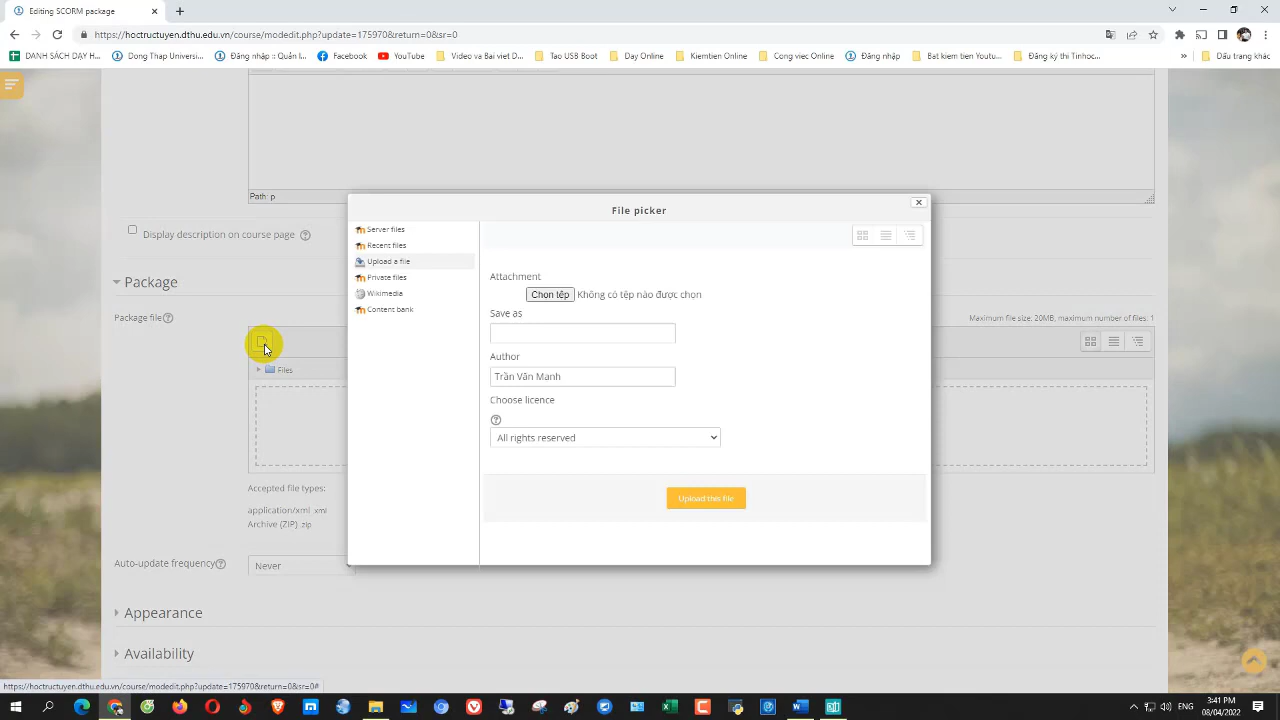 Editing SCORM package
https://hoctructuyen.dthu.edu.vn/course/modedit.php?update=175970&return=0&sr=0
DANH SÁCH HỌC HỌ...
Dong Thap Universi...
Đăng nhập :: Quản l...
Facebook
YouTube
Video va Bai viet D...
Tao USB Boot
Day Online
KiemtienOnline
Cong viec Online
Đăng nhập
Bat kiem tien Youtu...
Đăng ký thi Tinhoc...
»
Dấu trang khác
Path: p
Display description on course page
Package
Package file
Maximum file size: 20MB, maximum number of files: 1
Files
Accepted file types:
application/xml .xml
Archive (ZIP) .zip
Auto-update frequency
Never
Appearance
Availability
File picker
Server files
Recent files
Upload a file
Private files
Wikimedia
Content bank
Attachment
Chọn tệp Không có tệp nào được chọn
Save as
Author
Trần Văn Mạnh
Choose licence
All rights reserved
Upload this file
https://hoctructuyen.dthu.edu.vn/course/modedit.php?update=175970&return=0&sr=0#
ENG
3:41 PM
08/04/2022